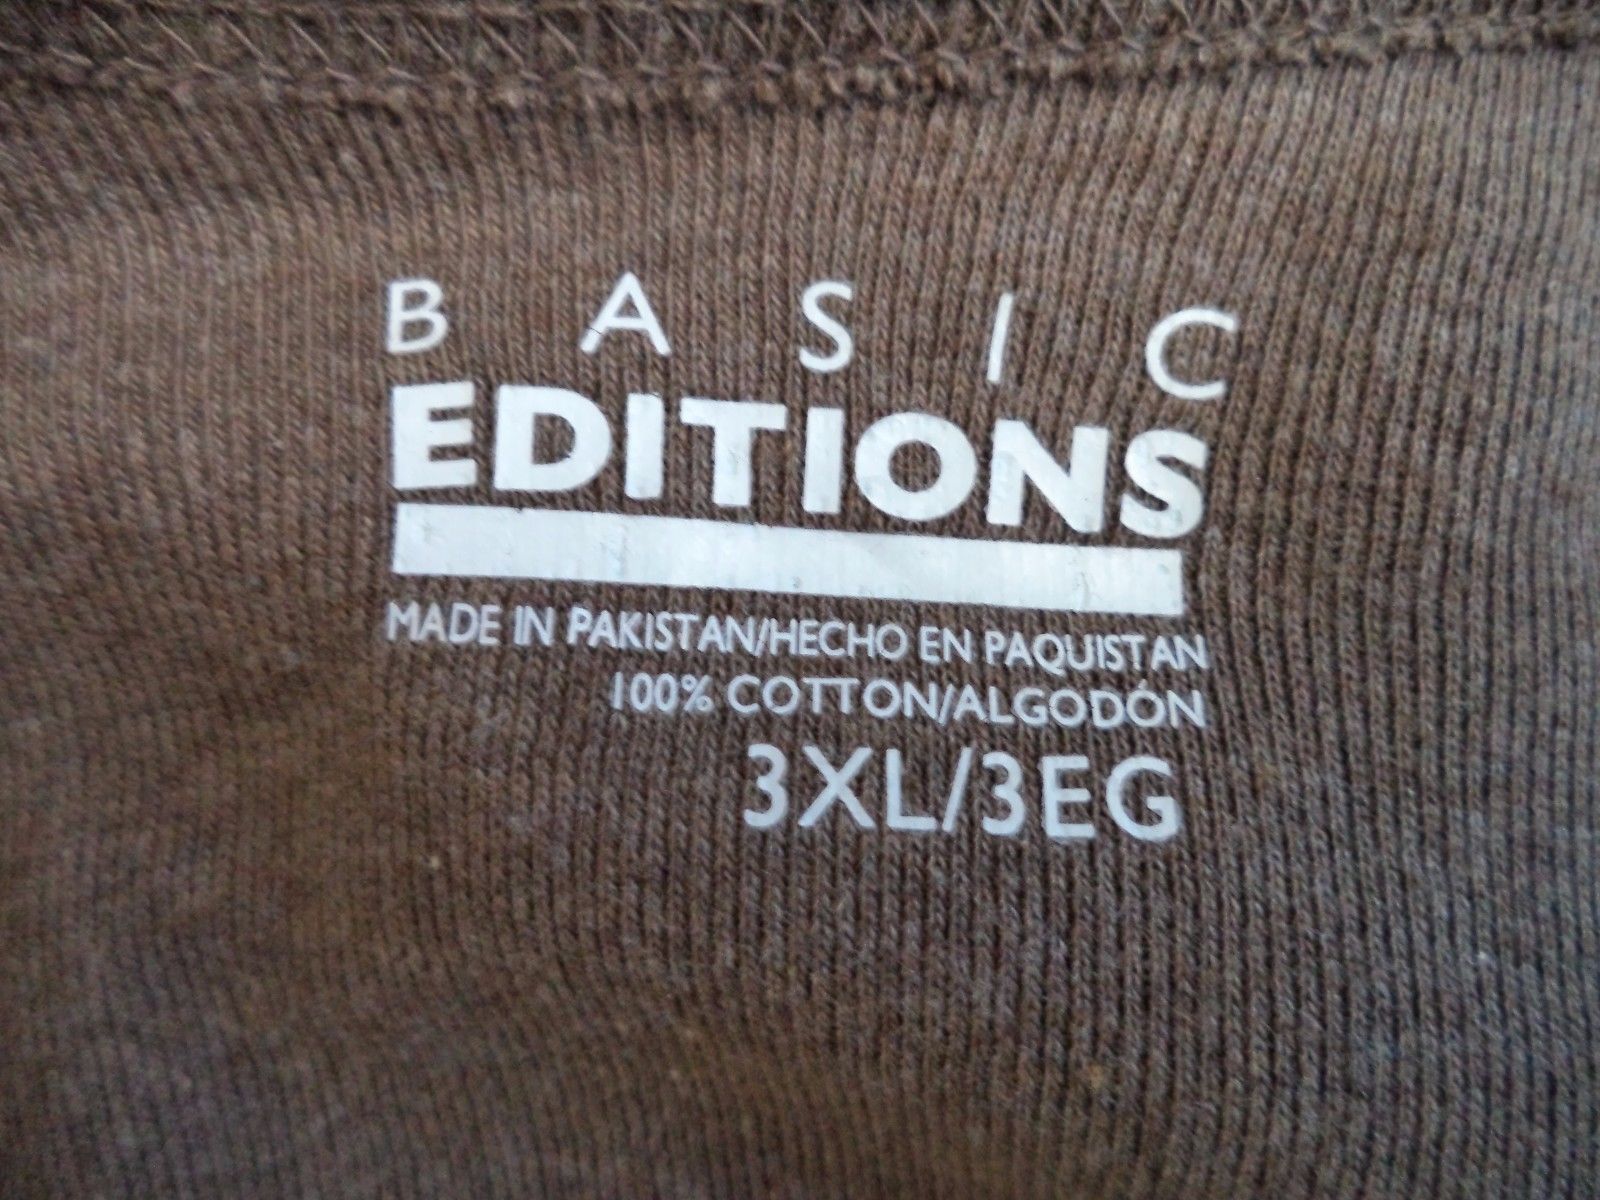 BASIC
EDITIONS
MADE IN PAKISTAN/HECHO EN PAQUISTAN
100% COTTON/ALGODÓN
3XL/3EG